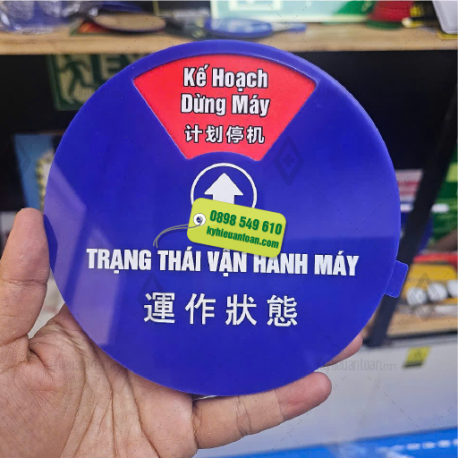 Kế Hoạch
Dừng Máy
计划停机
0898 549 610
kyhieuantoan.com
TRẠNG THÁI VẬN HÀNH MÁY
運作狀態